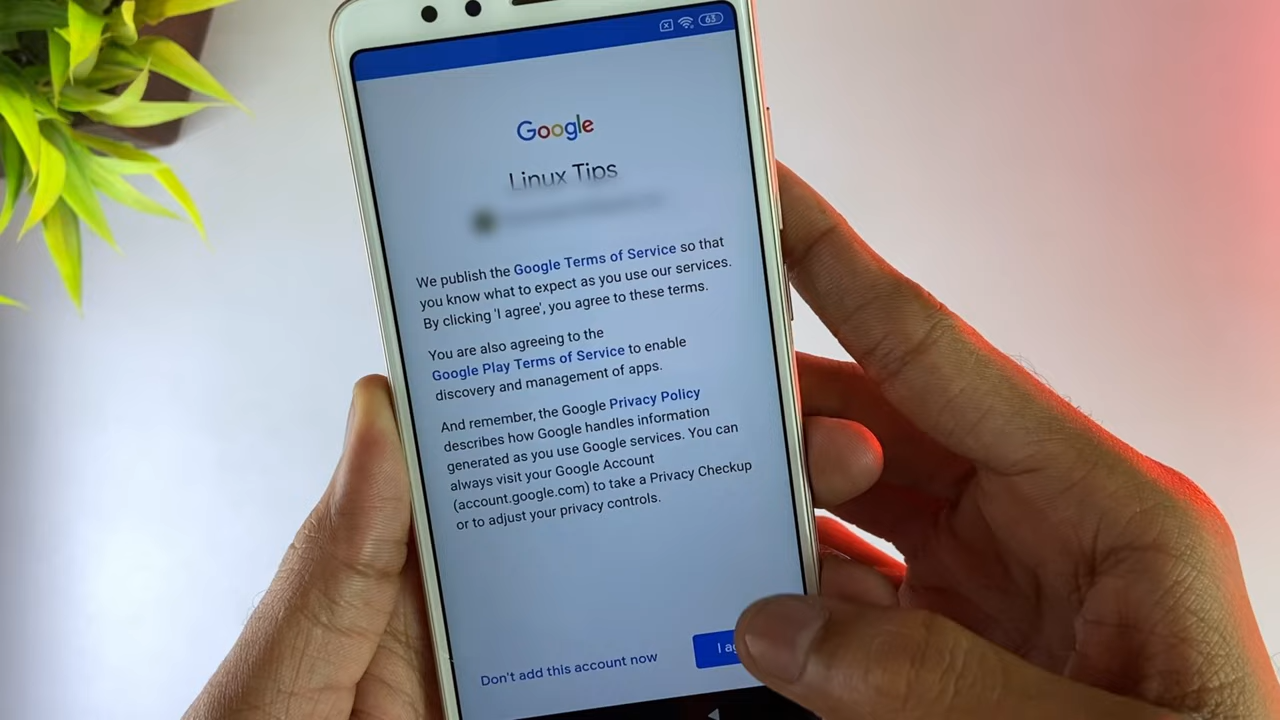 63
Google
Linux Tips
We publish the Google Terms of Service so that
you know what to expect as you use our services.
By clicking 'I agree', you agree to these terms.
You are also agreeing to the
Google Play Terms of Service to enable
discovery and management of apps.
And remember, the Google Privacy Policy
describes how Google handles information
generated as you use Google services. You can
always visit your Google Account
(account.google.com) to take a Privacy Checkup
or to adjust your privacy controls.
Don't add this account now
I ag